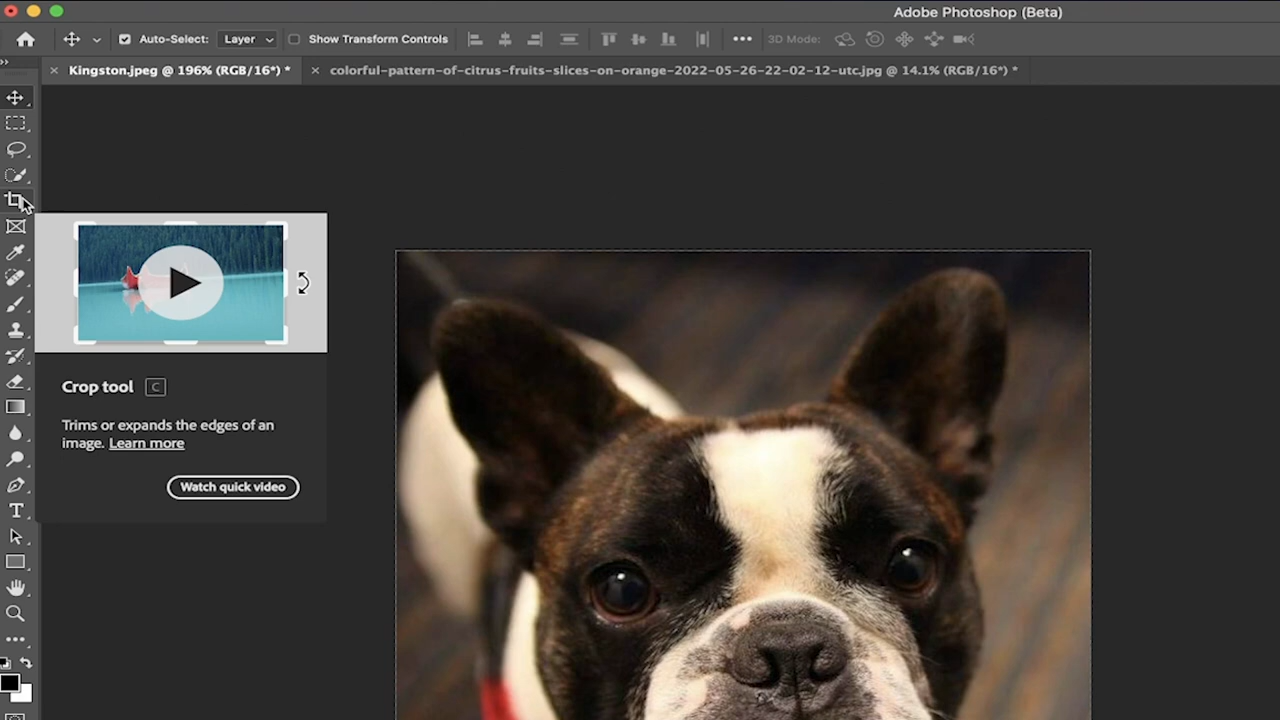 Adobe Photoshop (Beta)
Auto-Select: Layer Show Transform Controls 3D Mode:
Kingston.jpeg @ 196% (RGB/16*) * colorful-pattern-of-citrus-fruits-slices-on-orange-2022-05-26-22-02-12-utc.jpg @ 14.1% (RGB/16*) *
Crop tool C
Trims or expands the edges of an
image. Learn more
Watch quick video